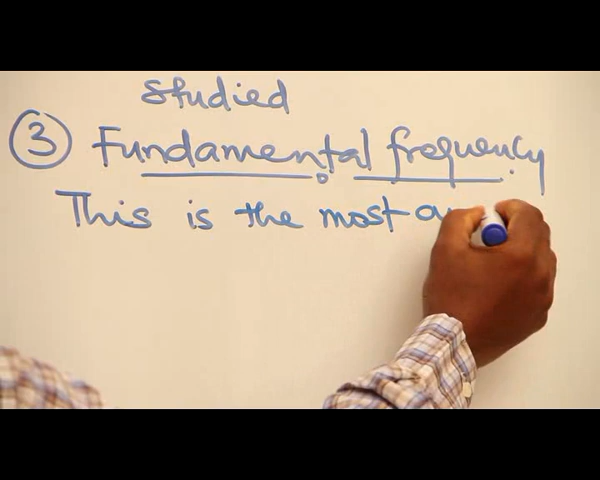 studied
③ Fundamental frequency
This is the most